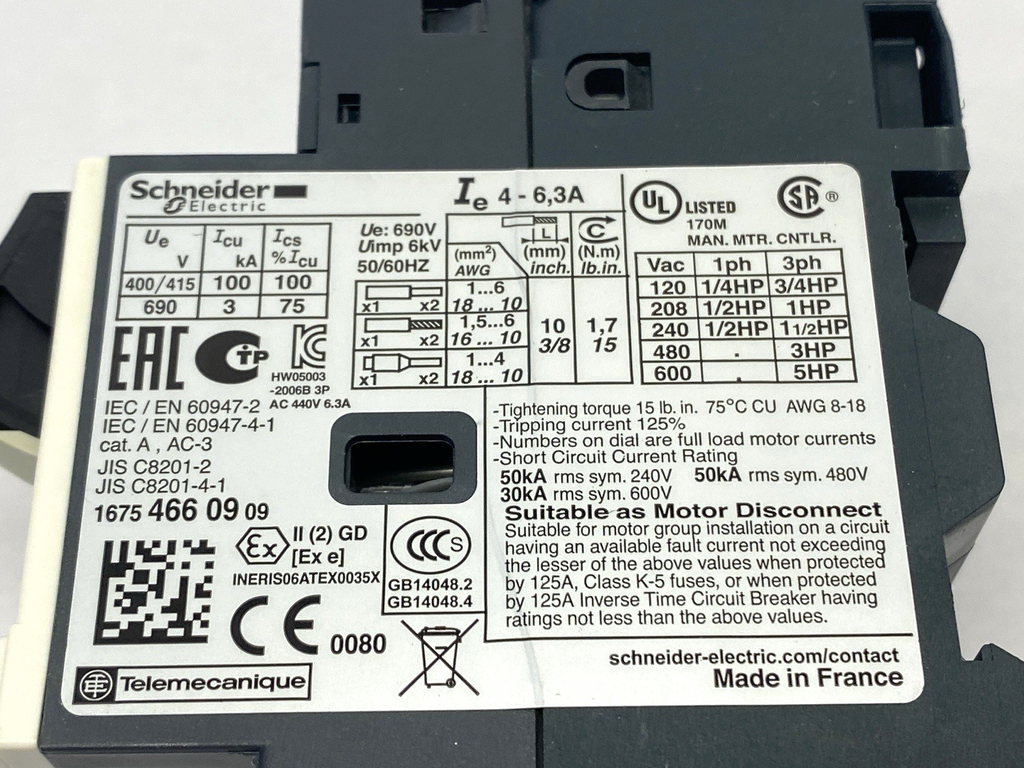 Schneider Electric
Ie 4 - 6,3A
UL LISTED
170M
MAN. MTR. CNTLR.
SA ®
Ue V Icu kA Ics % Icu
400/415 100 100
690 3 75
Ue: 690V
Uimp 6kV
50/60HZ
(mm²) AWG L (mm) inch. C (N.m) lb.in.
x1 x2 1...6 18 ... 10
x1 x2 1,5...6 16 ... 10
x1 x2 1...4 18 ... 10
10 3/8
1,7 15
Vac 1ph 3ph
120 1/4HP 3/4HP
208 1/2HP 1HP
240 1/2HP 1 1/2HP
480 . 3HP
600 . 5HP
EAC
CTP
KC
HW05003
-2006B 3P
AC 440V 6.3A
IEC / EN 60947-2
IEC / EN 60947-4-1
cat. A , AC-3
JIS C8201-2
JIS C8201-4-1
1675 466 09 09
-Tightening torque 15 lb. in. 75°C CU AWG 8-18
-Tripping current 125%
-Numbers on dial are full load motor currents
-Short Circuit Current Rating
50kA rms sym. 240V 50kA rms sym. 480V
30kA rms sym. 600V
Suitable as Motor Disconnect
Suitable for motor group installation on a circuit
having an available fault current not exceeding
the lesser of the above values when protected
by 125A, Class K-5 fuses, or when protected
by 125A Inverse Time Circuit Breaker having
ratings not less than the above values.
Ex II (2) GD
[Ex e]
INERIS06ATEX0035X
CCC S
GB14048.2
GB14048.4
CE 0080
Telemecanique
schneider-electric.com/contact
Made in France